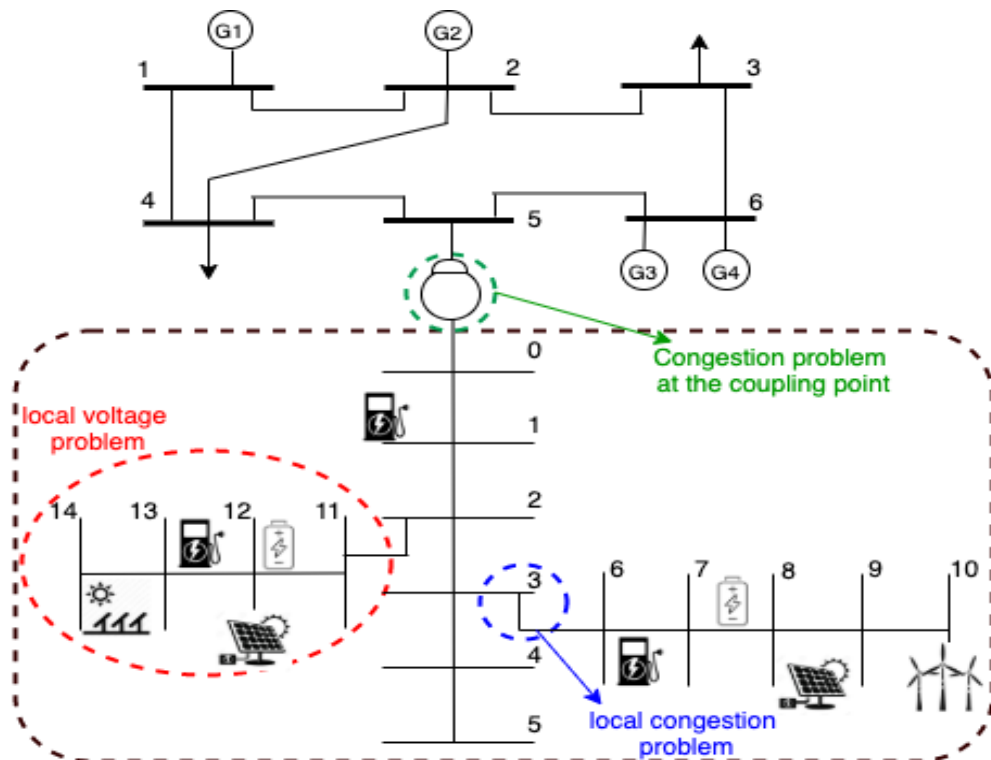 G1
G2
1
2
3
4
5
6
G3
G4
0
Congestion problem
at the coupling point
local voltage
problem
1
14
13
12
11
2
3
6
7
8
9
10
4
local congestion
problem
5